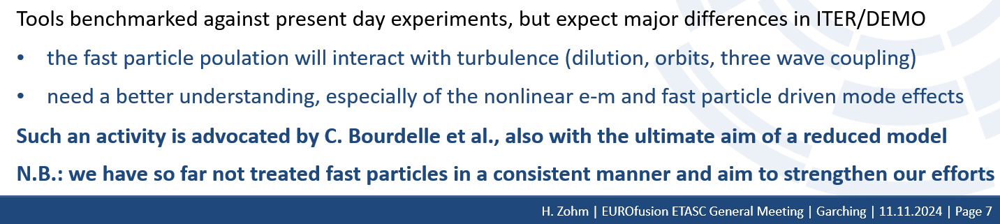 Tools benchmarked against present day experiments, but expect major differences in ITER/DEMO
• the fast particle poulation will interact with turbulence (dilution, orbits, three wave coupling)
• need a better understanding, especially of the nonlinear e-m and fast particle driven mode effects
Such an activity is advocated by C. Bourdelle et al., also with the ultimate aim of a reduced model
N.B.: we have so far not treated fast particles in a consistent manner and aim to strengthen our efforts
H. Zohm | EUROfusion ETASC General Meeting | Garching | 11.11.2024 | Page 7